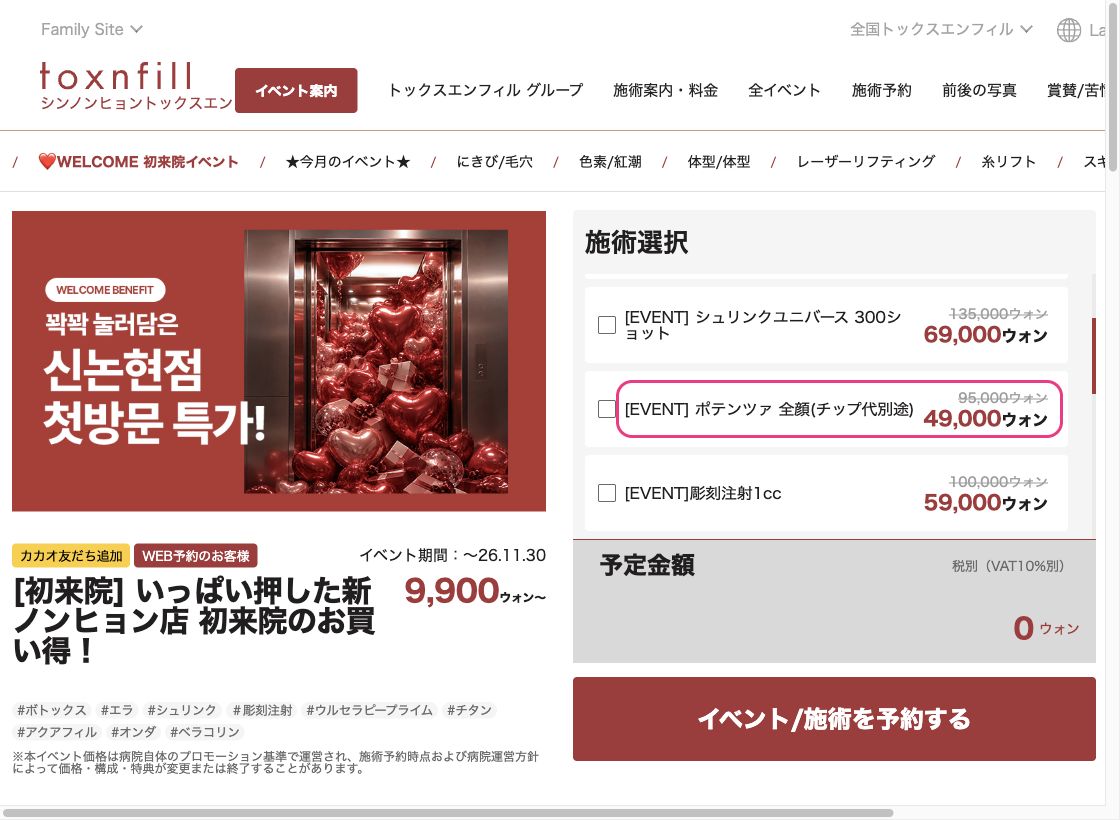 Family Site
全国トックスエンフィル
La
toxnfill
シンノンヒョントックスエン
イベント案内
トックスエンフィル グループ
施術案内・料金
全イベント
施術予約
前後の写真
賞賛/苦情
/ ❤️WELCOME 初来院イベント / ★今月のイベント★ / にきび/毛穴 / 色素/紅潮 / 体型/体型 / レーザーリフティング / 糸リフト / スキ
WELCOME BENEFIT
꽉꽉 눌러담은
신논현점
첫방문 특가!
カカオ友だち追加
WEB予約のお客様
イベント期間：～26.11.30
[初来院] いっぱい押した新
ノンヒョン店 初来院のお買
い得！
9,900ウォン~
#ボトックス #エラ #シュリンク #彫刻注射 #ウルセラピープライム #チタン
#アクアフィル #オンダ #ベラコリン
※本イベント価格は病院自体のプロモーション基準で運営され、施術予約時点および病院運営方針
によって価格・構成・特典が変更または終了することがあります。
施術選択
[EVENT] シュリンクユニバース 300シ
ョット
135,000ウォン
69,000ウォン
[EVENT] ポテンツァ 全顔(チップ代別途)
95,000ウォン
49,000ウォン
[EVENT]彫刻注射1cc
100,000ウォン
59,000ウォン
予定金額
税別（VAT10%別）
0 ウォン
イベント/施術を予約する